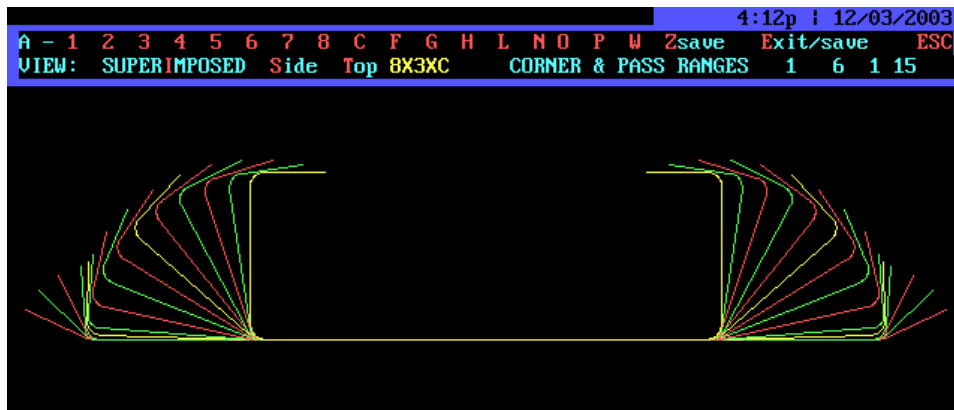 4:12p | 12/03/2003
A - 1 2 3 4 5 6 7 8 C F G H L N O P W Zsave Exit/save ESC
VIEW: SUPERIMPOSED Side Top 8X3XC CORNER & PASS RANGES 1 6 1 15